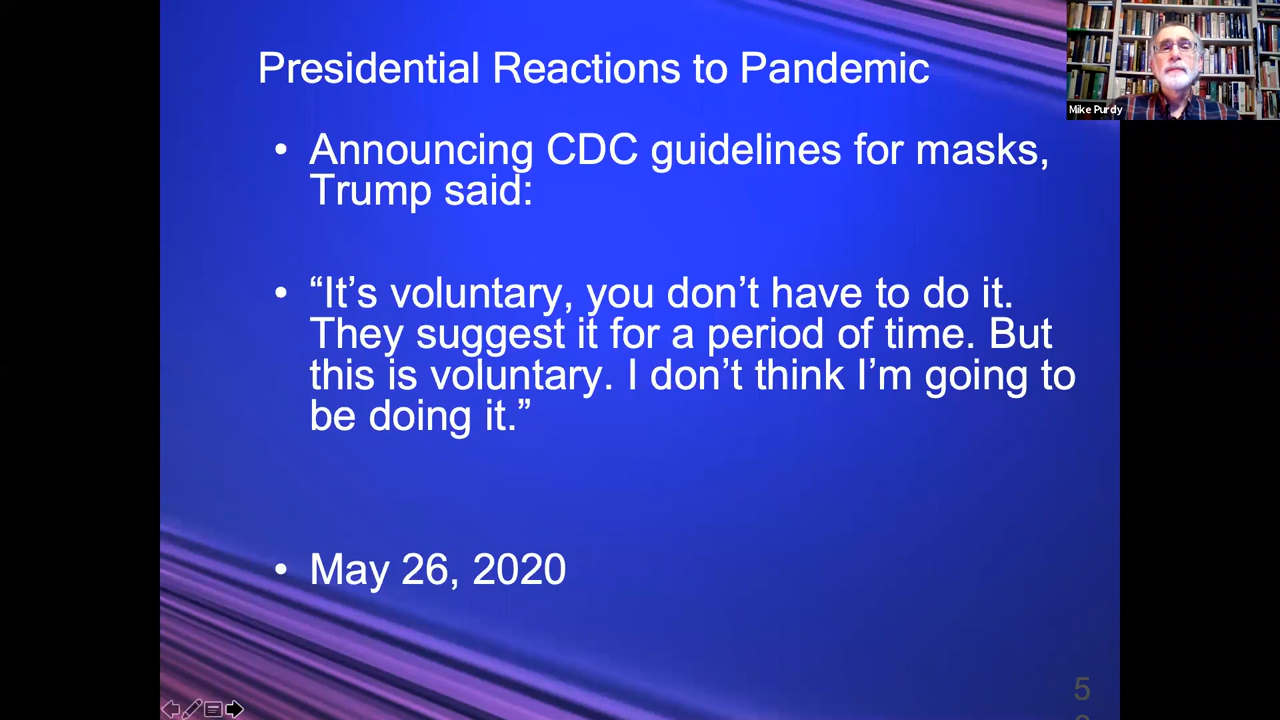 Presidential Reactions to Pandemic
Mike Purdy
• Announcing CDC guidelines for masks,
Trump said:
• “It’s voluntary, you don’t have to do it.
They suggest it for a period of time. But
this is voluntary. I don’t think I’m going to
be doing it.”
• May 26, 2020
5